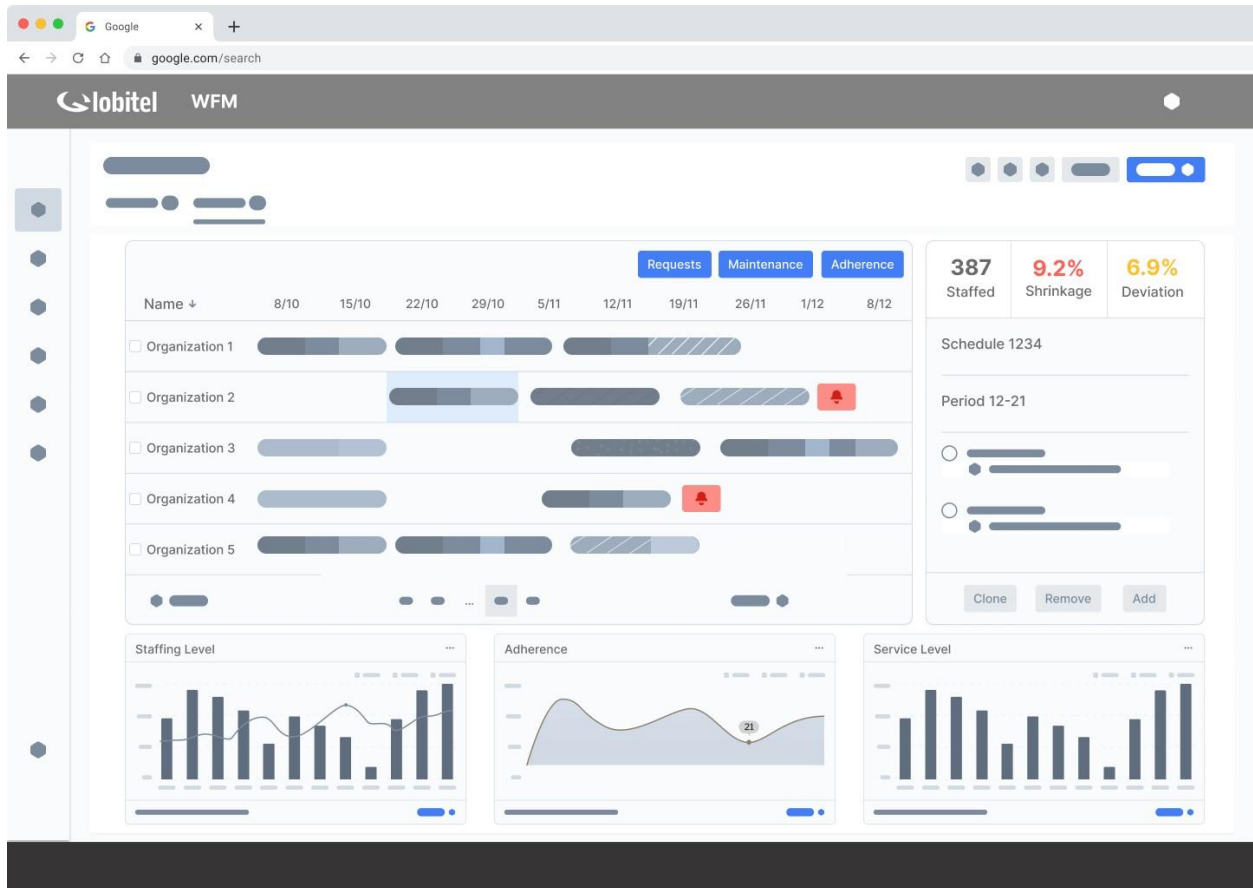 Google
google.com/search
Globitel WFM
Requests Maintenance Adherence
Name 8/10 15/10 22/10 29/10 5/11 12/11 19/11 26/11 1/12 8/12
Organization 1
Organization 2
Organization 3
Organization 4
Organization 5
...
387 9.2% 6.9%
Staffed Shrinkage Deviation
Schedule 1234
Period 12-21
Clone Remove Add
Staffing Level ...
Adherence ...
21
Service Level ...